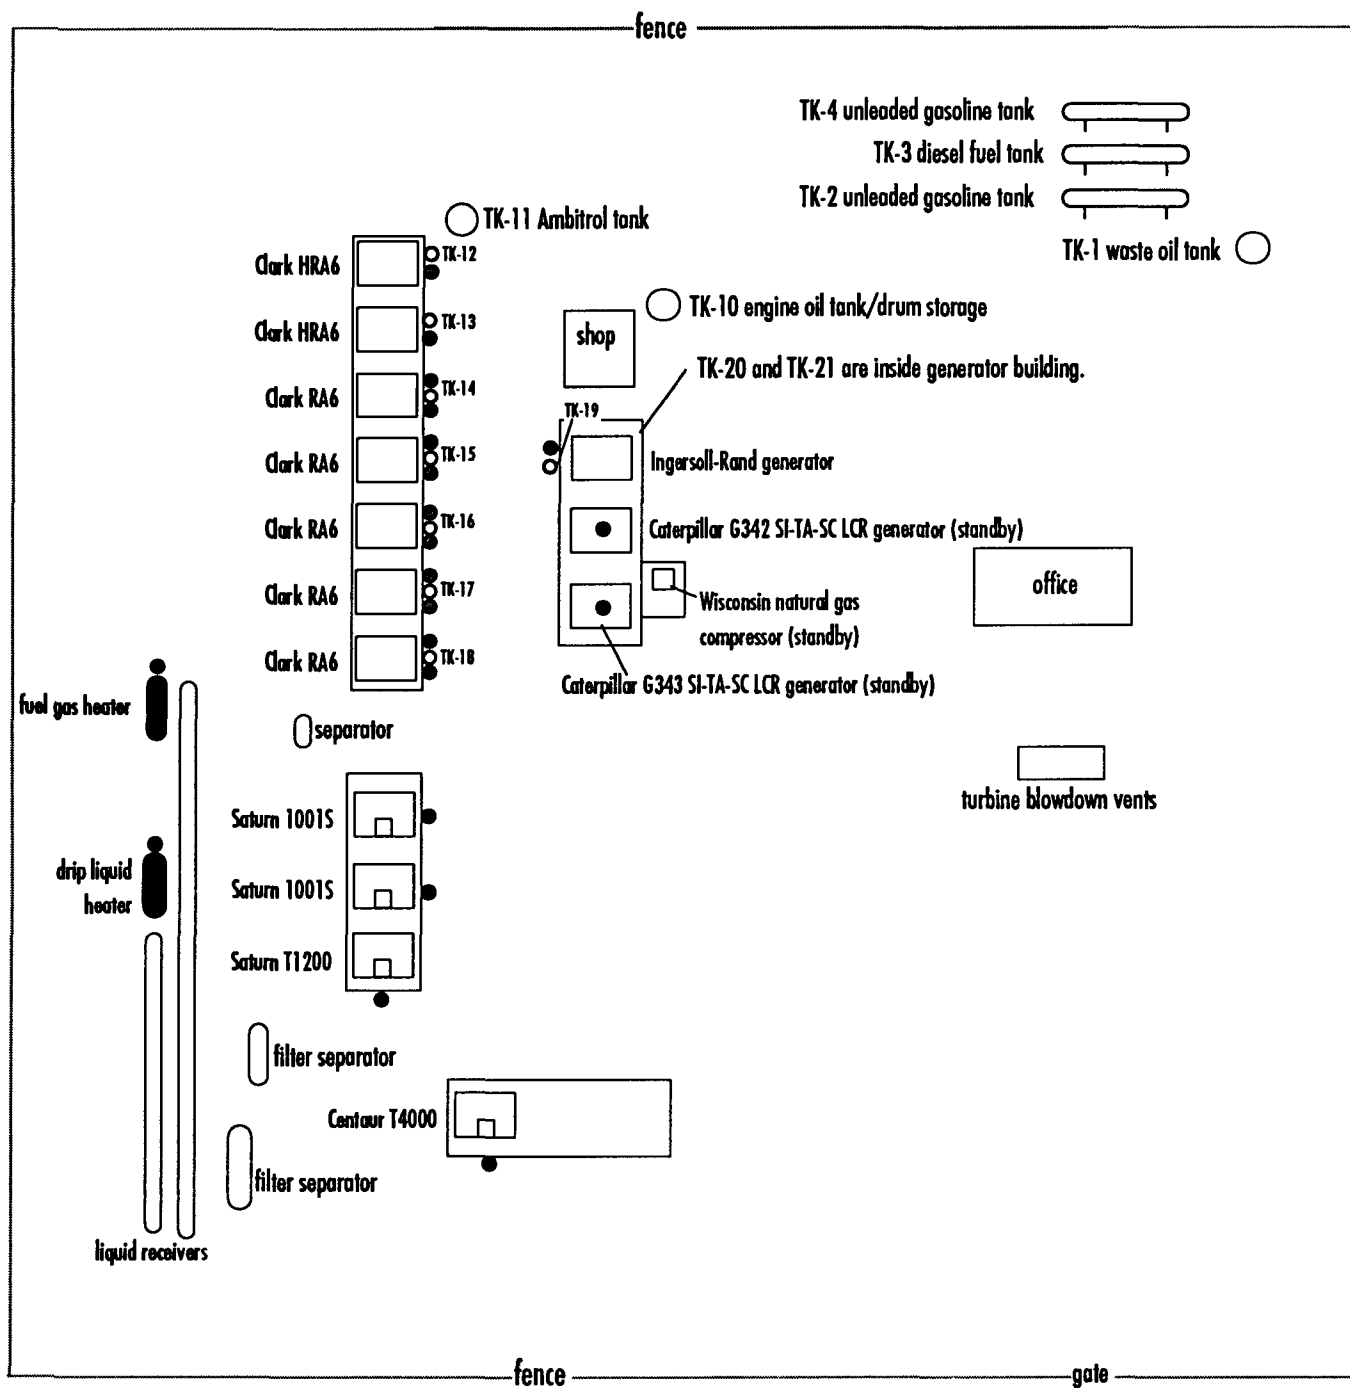 fence
TK-4 unleaded gasoline tank
TK-3 diesel fuel tank
TK-2 unleaded gasoline tank
TK-11 Ambitrol tank
TK-1 waste oil tank
Clark HRA6
TK-12
TK-10 engine oil tank/drum storage
Clark HRA6
TK-13
shop
TK-20 and TK-21 are inside generator building.
Clark RA6
TK-14
TK-19
Clark RA6
TK-15
Ingersoll-Rand generator
Clark RA6
TK-16
Caterpillar G342 SI-TA-SC LCR generator (standby)
office
Clark RA6
TK-17
Wisconsin natural gas
compressor (standby)
Clark RA6
TK-18
Caterpillar G343 SI-TA-SC LCR generator (standby)
fuel gas heater
separator
turbine blowdown vents
Saturn 1001S
drip liquid
heater
Saturn 1001S
Saturn T1200
filter separator
Centaur T4000
filter separator
liquid receivers
fence
gate